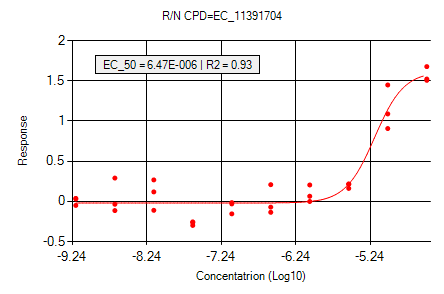 R/N CPD=EC_11391704
EC_50 = 6.47E-006 | R2 = 0.93
2
1.5
1
0.5
0
-0.5
Response
-9.24 -8.24 -7.24 -6.24 -5.24
Concentatrion (Log10)